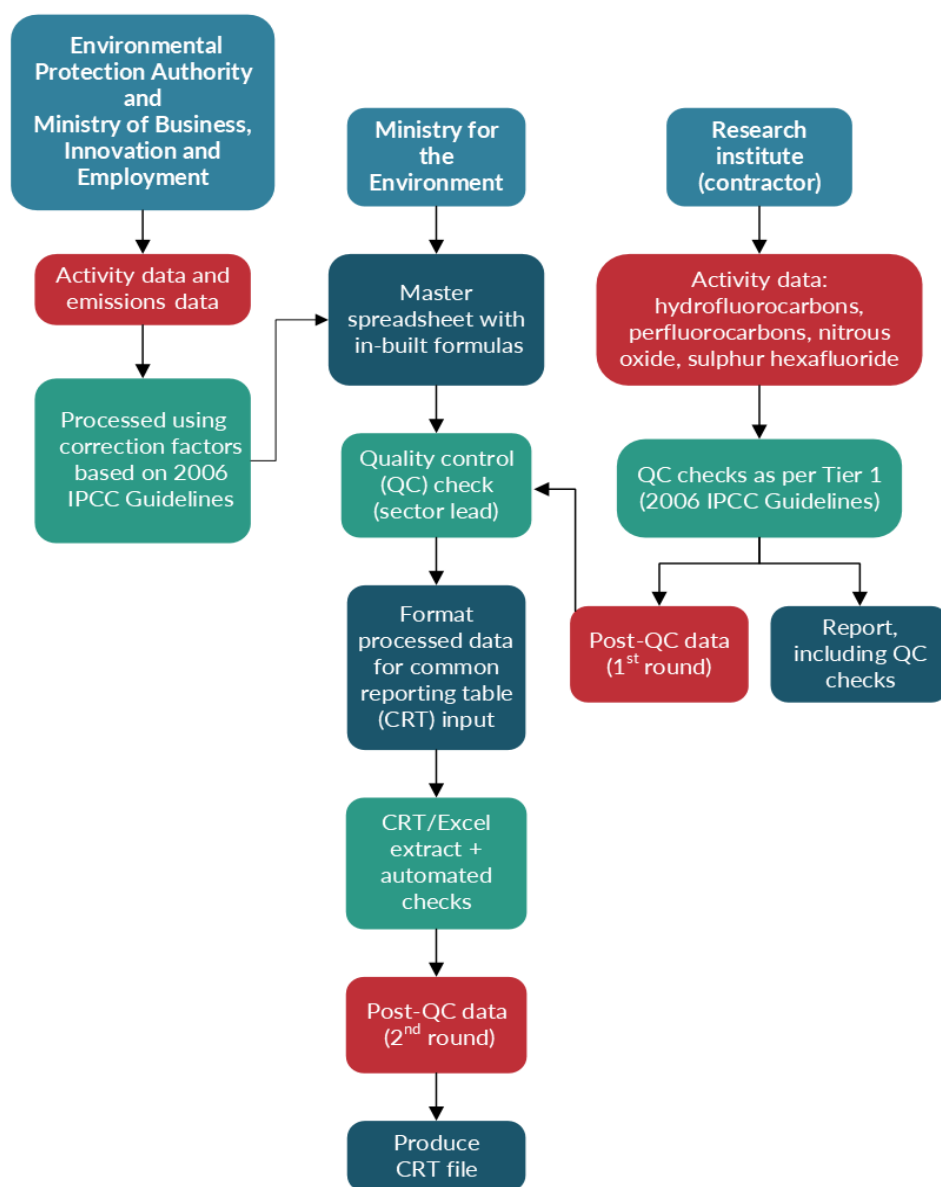 Environmental
Protection Authority
and
Ministry of Business,
Innovation and
Employment
Activity data and
emissions data
Processed using
correction factors
based on 2006
IPCC Guidelines
Ministry for
the
Environment
Master
spreadsheet with
in-built formulas
Quality control
(QC) check
(sector lead)
Format
processed data
for common
reporting table
(CRT) input
CRT/Excel
extract +
automated
checks
Post-QC data
(2nd round)
Produce
CRT file
Research
institute
(contractor)
Activity data:
hydrofluorocarbons,
perfluorocarbons, nitrous
oxide, sulphur hexafluoride
QC checks as per Tier 1
(2006 IPCC Guidelines)
Post-QC data
(1st round)
Report,
including QC
checks